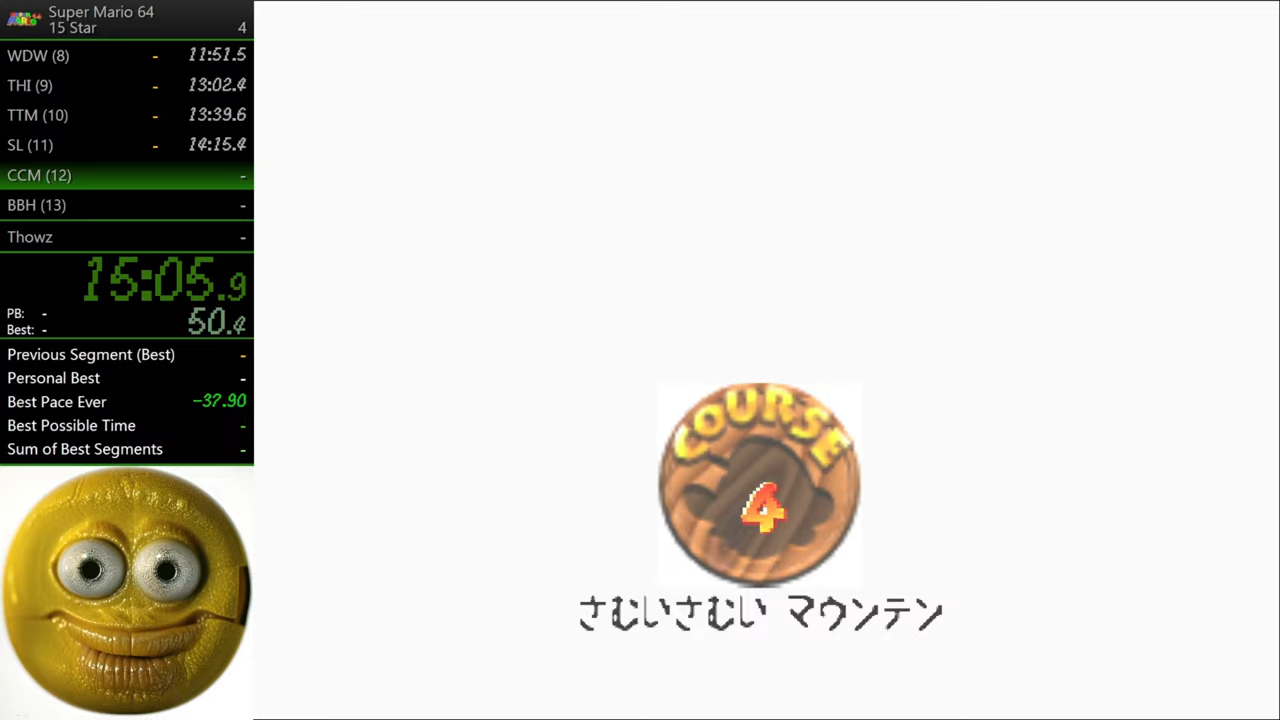 Super Mario 64
15 Star 4
WDW (8) - 11:51.5
THI (9) - 13:02.4
TTM (10) - 13:39.6
SL (11) - 14:15.4
CCM (12) -
BBH (13) -
Thowz -
15:05.9
PB: - 50.4
Best: -
Previous Segment (Best) -
Personal Best -
Best Pace Ever -37.90
Best Possible Time -
Sum of Best Segments -
COURSE
4
さむいさむい マウンテン